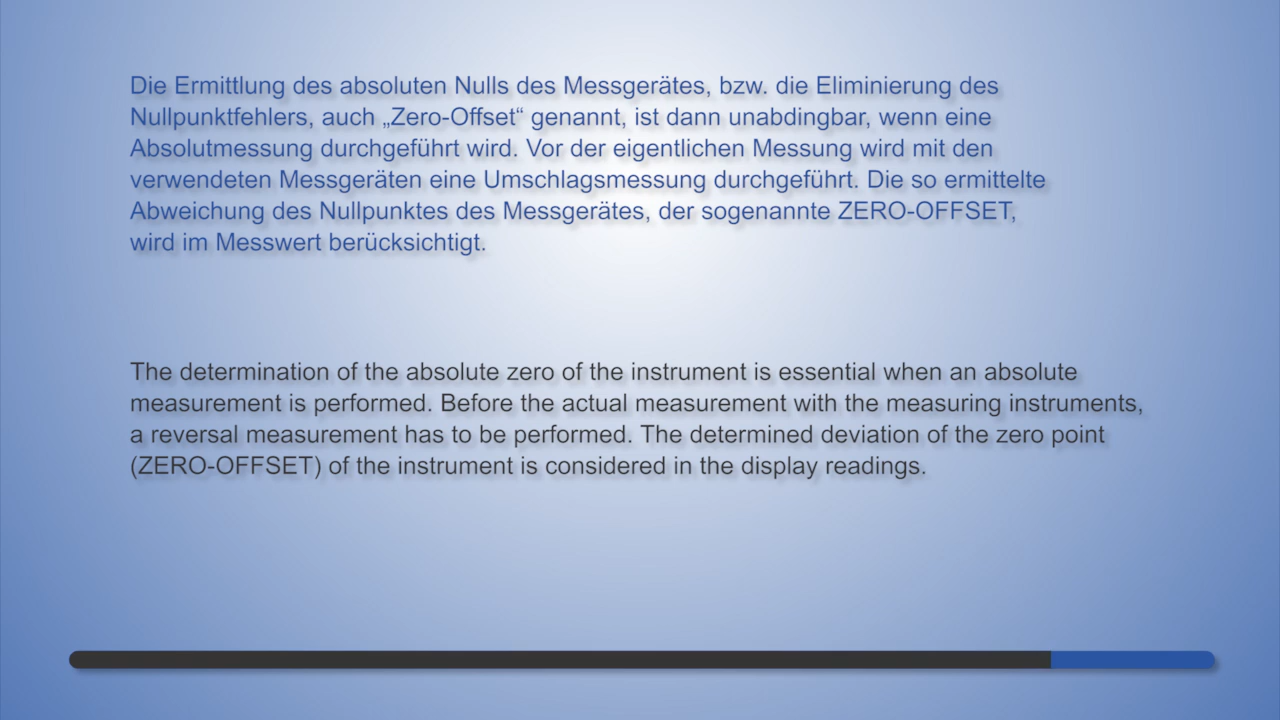 Die Ermittlung des absoluten Nulls des Messgerätes, bzw. die Eliminierung des
Nullpunktfehlers, auch „Zero-Offset“ genannt, ist dann unabdingbar, wenn eine
Absolutmessung durchgeführt wird. Vor der eigentlichen Messung wird mit den
verwendeten Messgeräten eine Umschlagsmessung durchgeführt. Die so ermittelte
Abweichung des Nullpunktes des Messgerätes, der sogenannte ZERO-OFFSET,
wird im Messwert berücksichtigt.
The determination of the absolute zero of the instrument is essential when an absolute
measurement is performed. Before the actual measurement with the measuring instruments,
a reversal measurement has to be performed. The determined deviation of the zero point
(ZERO-OFFSET) of the instrument is considered in the display readings.